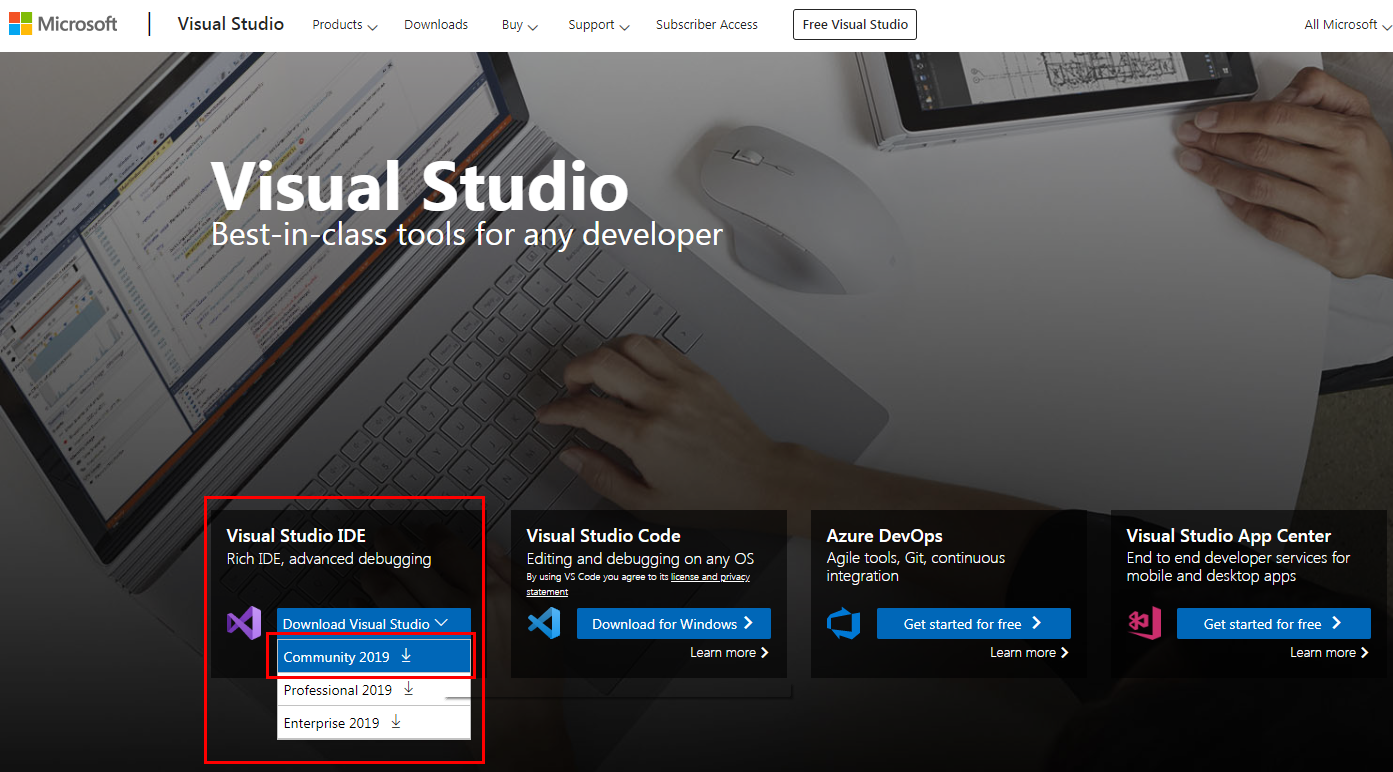 Microsoft Visual Studio Products Downloads Buy Support Subscriber Access Free Visual Studio All Microsoft
Visual Studio
Best-in-class tools for any developer
Visual Studio IDE
Rich IDE, advanced debugging
Download Visual Studio
Community 2019
Professional 2019
Enterprise 2019
Visual Studio Code
Editing and debugging on any OS
By using VS Code you agree to its license and privacy
statement
Download for Windows
Learn more
Azure DevOps
Agile tools, Git, continuous
integration
Get started for free
Learn more
Visual Studio App Center
End to end developer services for
mobile and desktop apps
Get started for free
Learn more